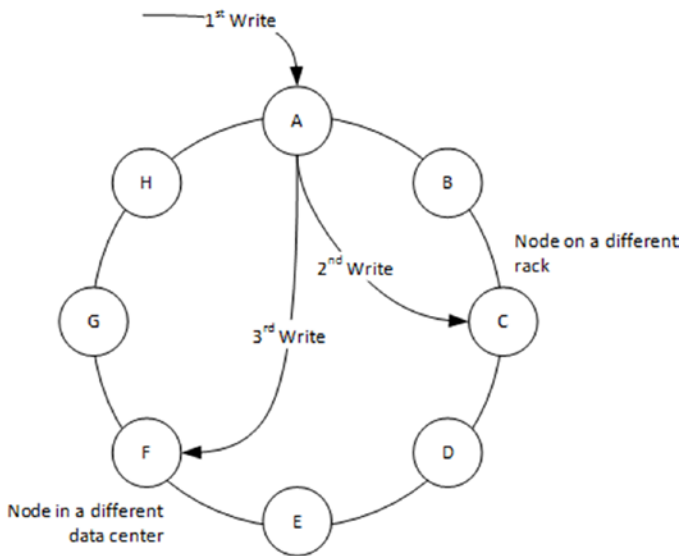 1st Write
A
H
B
Node on a different
rack
2nd Write
G
C
3rd Write
F
D
Node in a different
data center
E